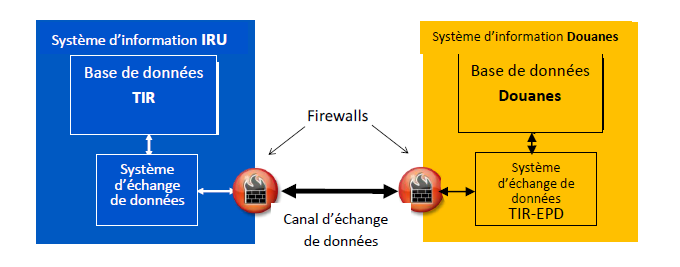 Système d’information IRU
Base de données
TIR
Système
d’échange
de données
Firewalls
Canal d’échange
de données
Système d’information Douanes
Base de données
Douanes
Système
d’échange de
données
TIR-EPD